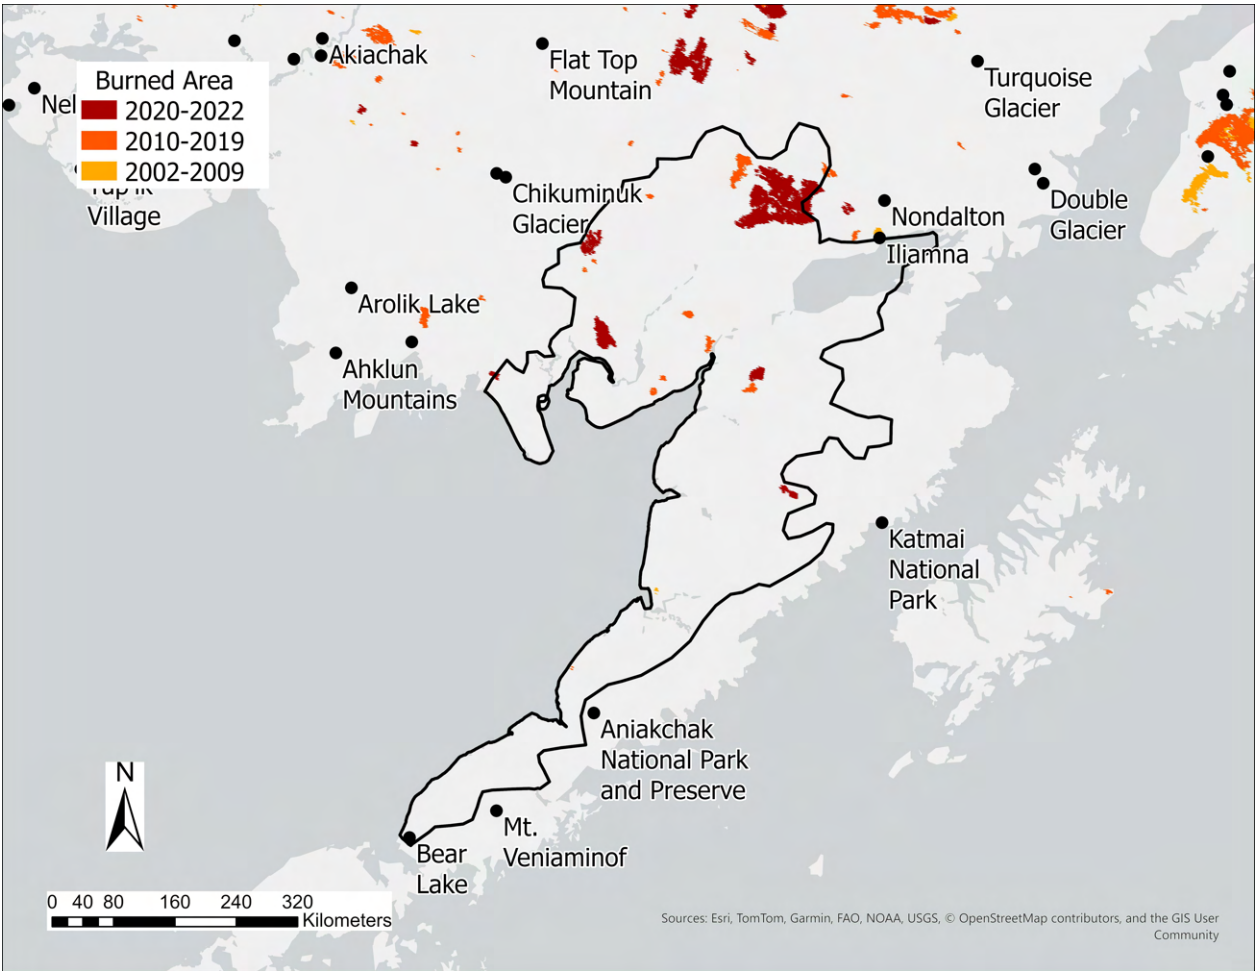 Akiachak
Flat Top
Mountain
Turquoise
Glacier
Nel
Burned Area
2020-2022
2010-2019
2002-2009
Village
Chikuminuk
Glacier
Nondalton
Iliamna
Double
Glacier
Arolik Lake
Ahklun
Mountains
Katmai
National
Park
Aniakchak
National Park
and Preserve
Mt.
Veniaminof
Bear
Lake
N
0 40 80 160 240 320
Kilometers
Sources: Esri, TomTom, Garmin, FAO, NOAA, USGS, © OpenStreetMap contributors, and the GIS User
Community